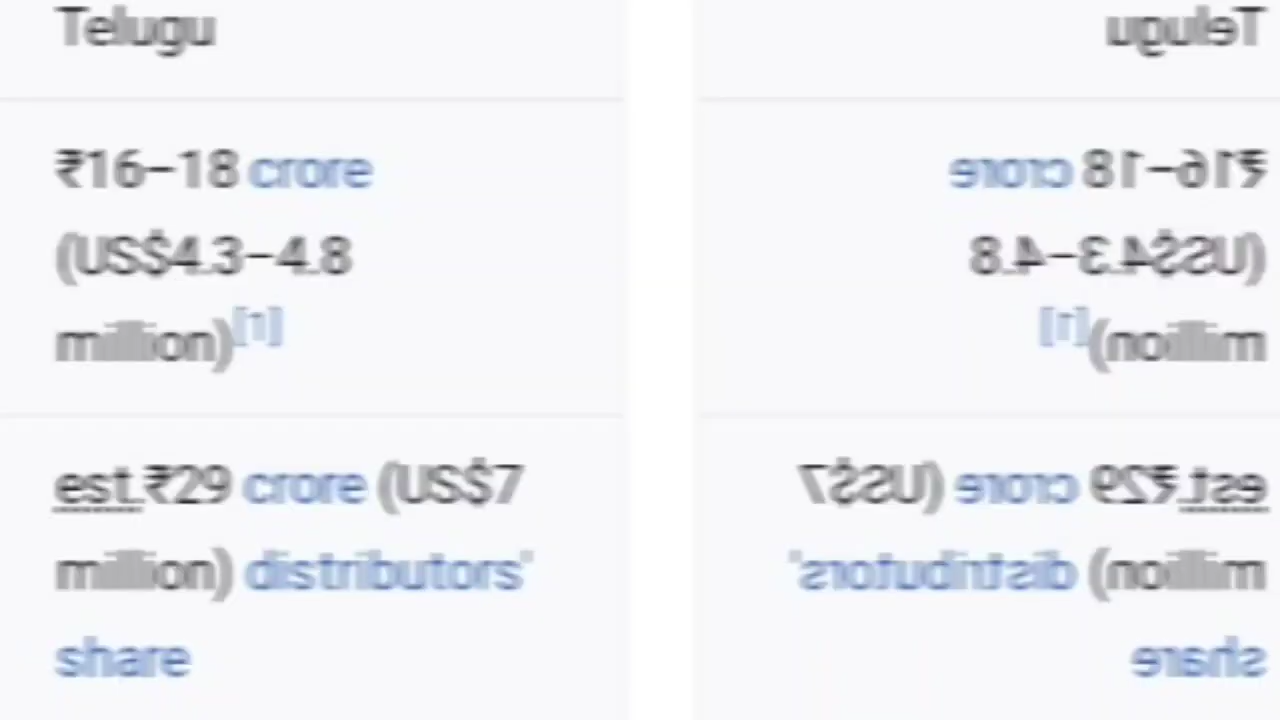 Telugu
₹16–18 crore
(US$4.3–4.8
million)[1]
est.₹29 crore (US$7
million) distributors'
share
Telugu
₹16–18 crore
(US$4.3–4.8
million)[1]
est.₹29 crore (US$7
million) distributors'
share